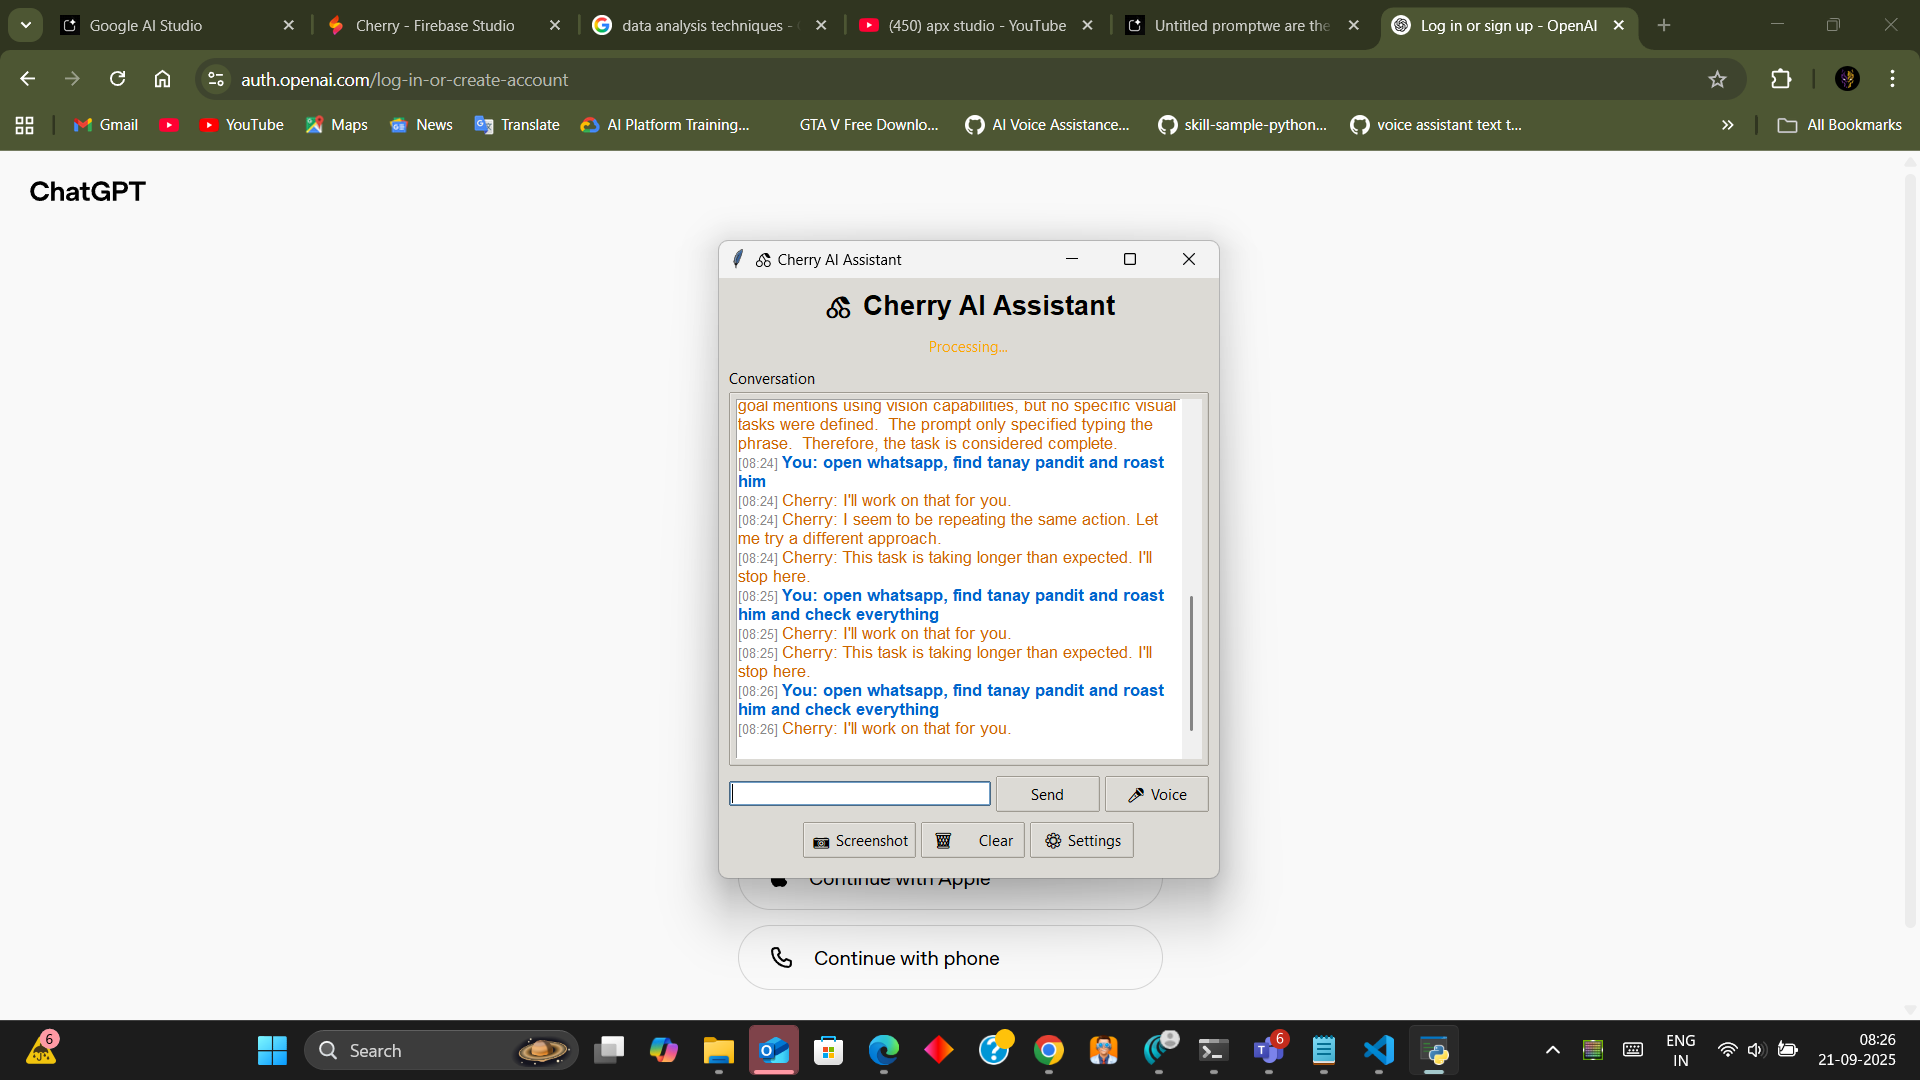 Google AI Studio
Cherry - Firebase Studio
data analysis techniques -
(450) apx studio - YouTube
Untitled promptwe are the
Log in or sign up - OpenAI
auth.openai.com/log-in-or-create-account
Gmail
YouTube
Maps
News
Translate
AI Platform Training...
GTA V Free Downlo...
AI Voice Assistance...
skill-sample-python...
voice assistant text t...
All Bookmarks
ChatGPT
Cherry AI Assistant
Cherry AI Assistant
Processing...
Conversation
goal mentions using vision capabilities, but no specific visual
tasks were defined. The prompt only specified typing the
phrase. Therefore, the task is considered complete.
[08:24] You: open whatsapp, find tanay pandit and roast
him
[08:24] Cherry: I'll work on that for you.
[08:24] Cherry: I seem to be repeating the same action. Let
me try a different approach.
[08:24] Cherry: This task is taking longer than expected. I'll
stop here.
[08:25] You: open whatsapp, find tanay pandit and roast
him and check everything
[08:25] Cherry: I'll work on that for you.
[08:25] Cherry: This task is taking longer than expected. I'll
stop here.
[08:26] You: open whatsapp, find tanay pandit and roast
him and check everything
[08:26] Cherry: I'll work on that for you.
Send
Voice
Screenshot
Clear
Settings
Continue with Apple
Continue with phone
6
Search
6
ENG
IN
08:26
21-09-2025